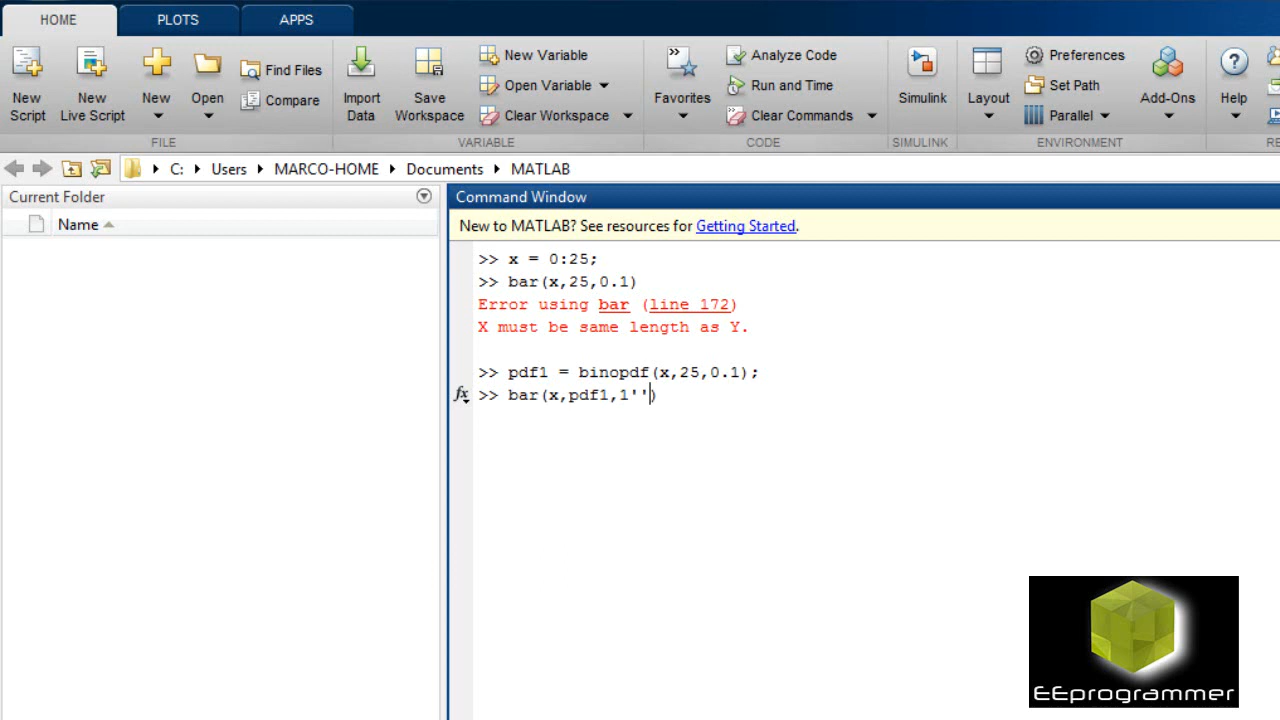 HOME PLOTS APPS
New Script
New Live Script
New
Open
Find Files
Compare
FILE
Import Data
Save Workspace
New Variable
Open Variable
Clear Workspace
VARIABLE
Favorites
Analyze Code
Run and Time
Clear Commands
CODE
Simulink
SIMULINK
Layout
Preferences
Set Path
Parallel
Add-Ons
ENVIRONMENT
Help
RE
C: Users MARCO-HOME Documents MATLAB
Current Folder
Name
Command Window
New to MATLAB? See resources for Getting Started.
>> x = 0:25;
>> bar(x,25,0.1)
Error using bar (line 172)
X must be same length as Y.
>> pdf1 = binopdf(x,25,0.1);
fx >> bar(x,pdf1,1'')
EEprogrammer